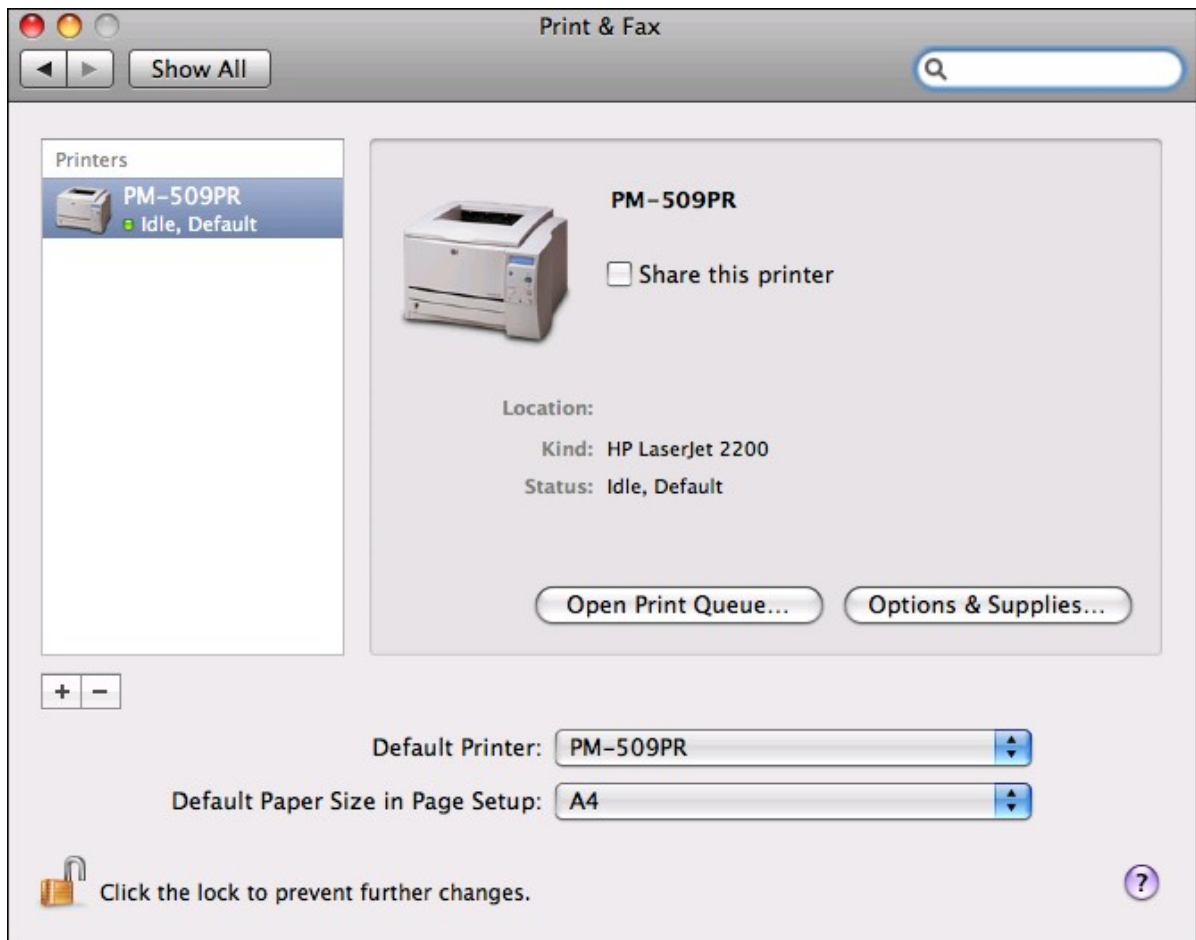 Print & Fax
Show All
Printers
PM-509PR
Idle, Default
PM-509PR
Share this printer
Location:
Kind: HP LaserJet 2200
Status: Idle, Default
Open Print Queue...
Options & Supplies...
+ −
Default Printer: PM-509PR
Default Paper Size in Page Setup: A4
Click the lock to prevent further changes.
?